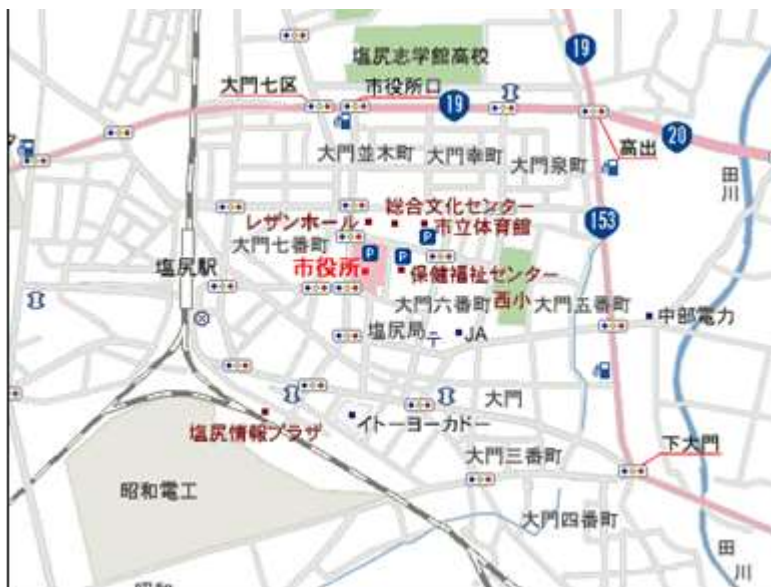 塩尻志学館高校
19
大門七区
市役所口
19
20
高出
大門並木町
大門幸町
大門泉町
田川
レザンホール
総合文化センター
市立体育館
153
大門七番町
P
P
P
塩尻駅
市役所
保健福祉センター
大門六番町
西小
大門五番町
塩尻局
JA
中部電力
大門
塩尻情報プラザ
イトーヨーカドー
下大門
大門三番町
昭和電工
大門四番町
田川
昭和